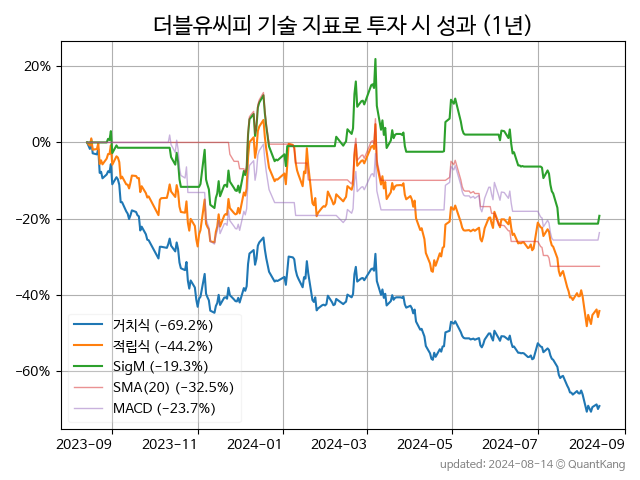 더블유씨피 기술 지표로 투자 시 성과 (1년)
20%
0%
−20%
−40%
−60%
거치식 (−69.2%)
적립식 (−44.2%)
SigM (−19.3%)
SMA(20) (−32.5%)
MACD (−23.7%)
2023−09 2023−11 2024−01 2024−03 2024−05 2024−07 2024−09
updated: 2024−08−14 @ QuantKang